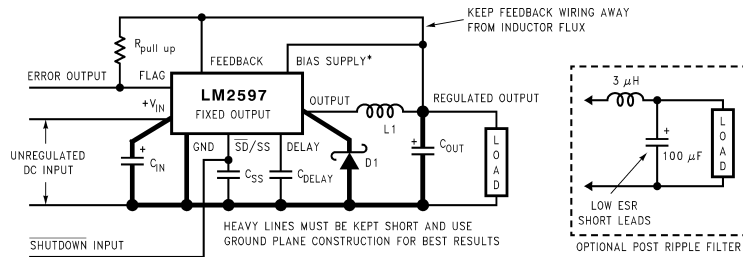 KEEP FEEDBACK WIRING AWAY
FROM INDUCTOR FLUX
Rpull up
FEEDBACK
BIAS SUPPLY*
ERROR OUTPUT
FLAG
+VIN
LM2597
FIXED OUTPUT
OUTPUT
L1
REGULATED OUTPUT
UNREGULATED
DC INPUT
+
CIN
GND
SD/SS
DELAY
CSS
CDELAY
D1
+
COUT
LOAD
HEAVY LINES MUST BE KEPT SHORT AND USE
GROUND PLANE CONSTRUCTION FOR BEST RESULTS
SHUTDOWN INPUT
3 μH
+
100 μF
LOAD
LOW ESR
SHORT LEADS
OPTIONAL POST RIPPLE FILTER